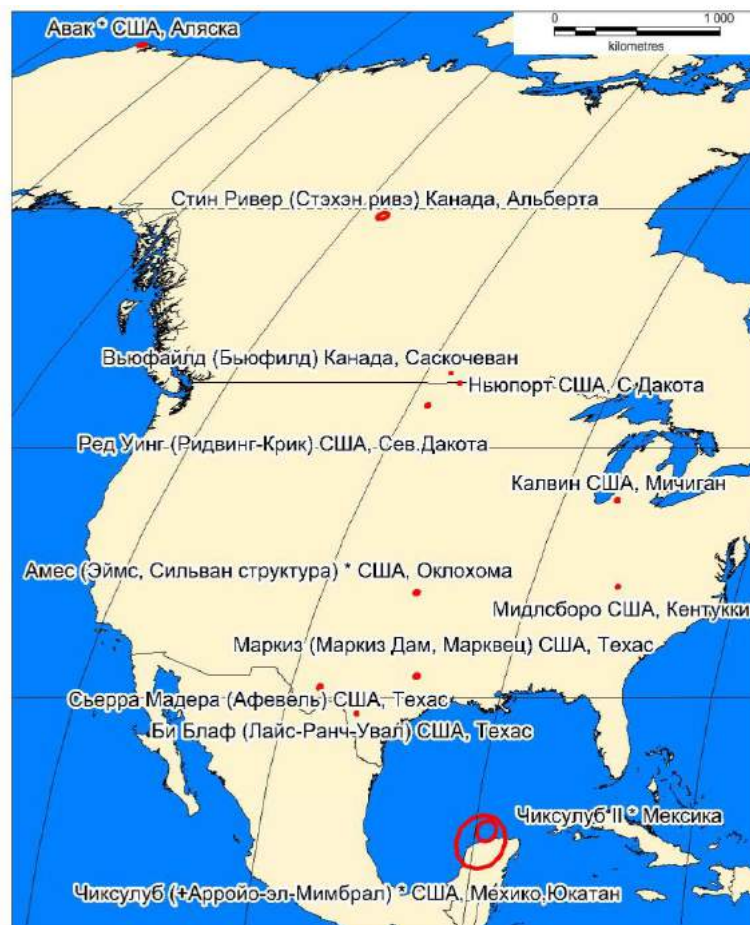 Авак * США, Аляска
0 1 000
kilometres
Стин Ривер (Стэхэн ривэ) Канада, Альберта
Вьюфайлд (Бьюфилд) Канада, Саскочеван
Ньюпорт США, С Дакота
Ред Уинг (Ридвинг-Крик) США, Сев.Дакота
Калвин США, Мичиган
Амес (Эймс, Сильван структура) * США, Оклохома
Мидлсборо США, Кентукки
Маркиз (Маркиз Дам, Марквец) США, Техас
Сьерра Мадера (Афевель) США, Техас
Би Блаф (Лайс-Ранч-Увал) США, Техас
Чиксулуб II * Мексика
Чиксулуб (+Арройо-эл-Мимбрал) * США, Мехико,Юкатан